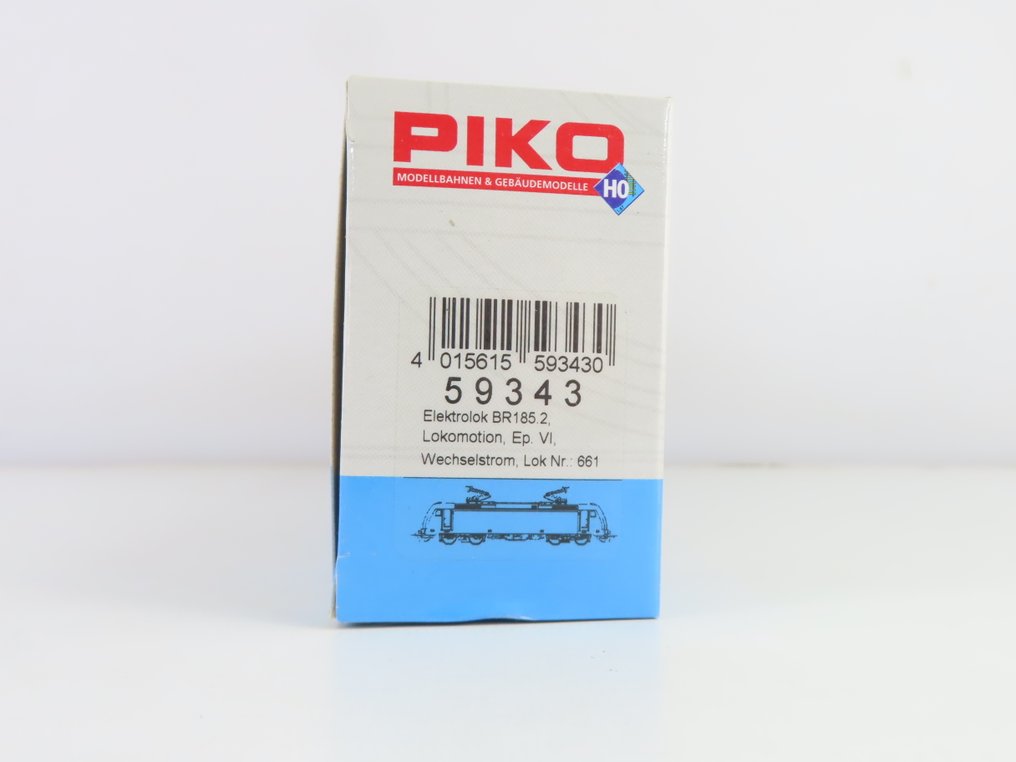 PIKO
MODELLBAHNEN & GEBÄUDEMODELLE
H0
4 015615 593430
59343
Elektrolok BR185.2,
Lokomotion, Ep. VI,
Wechselstrom, Lok Nr.: 661